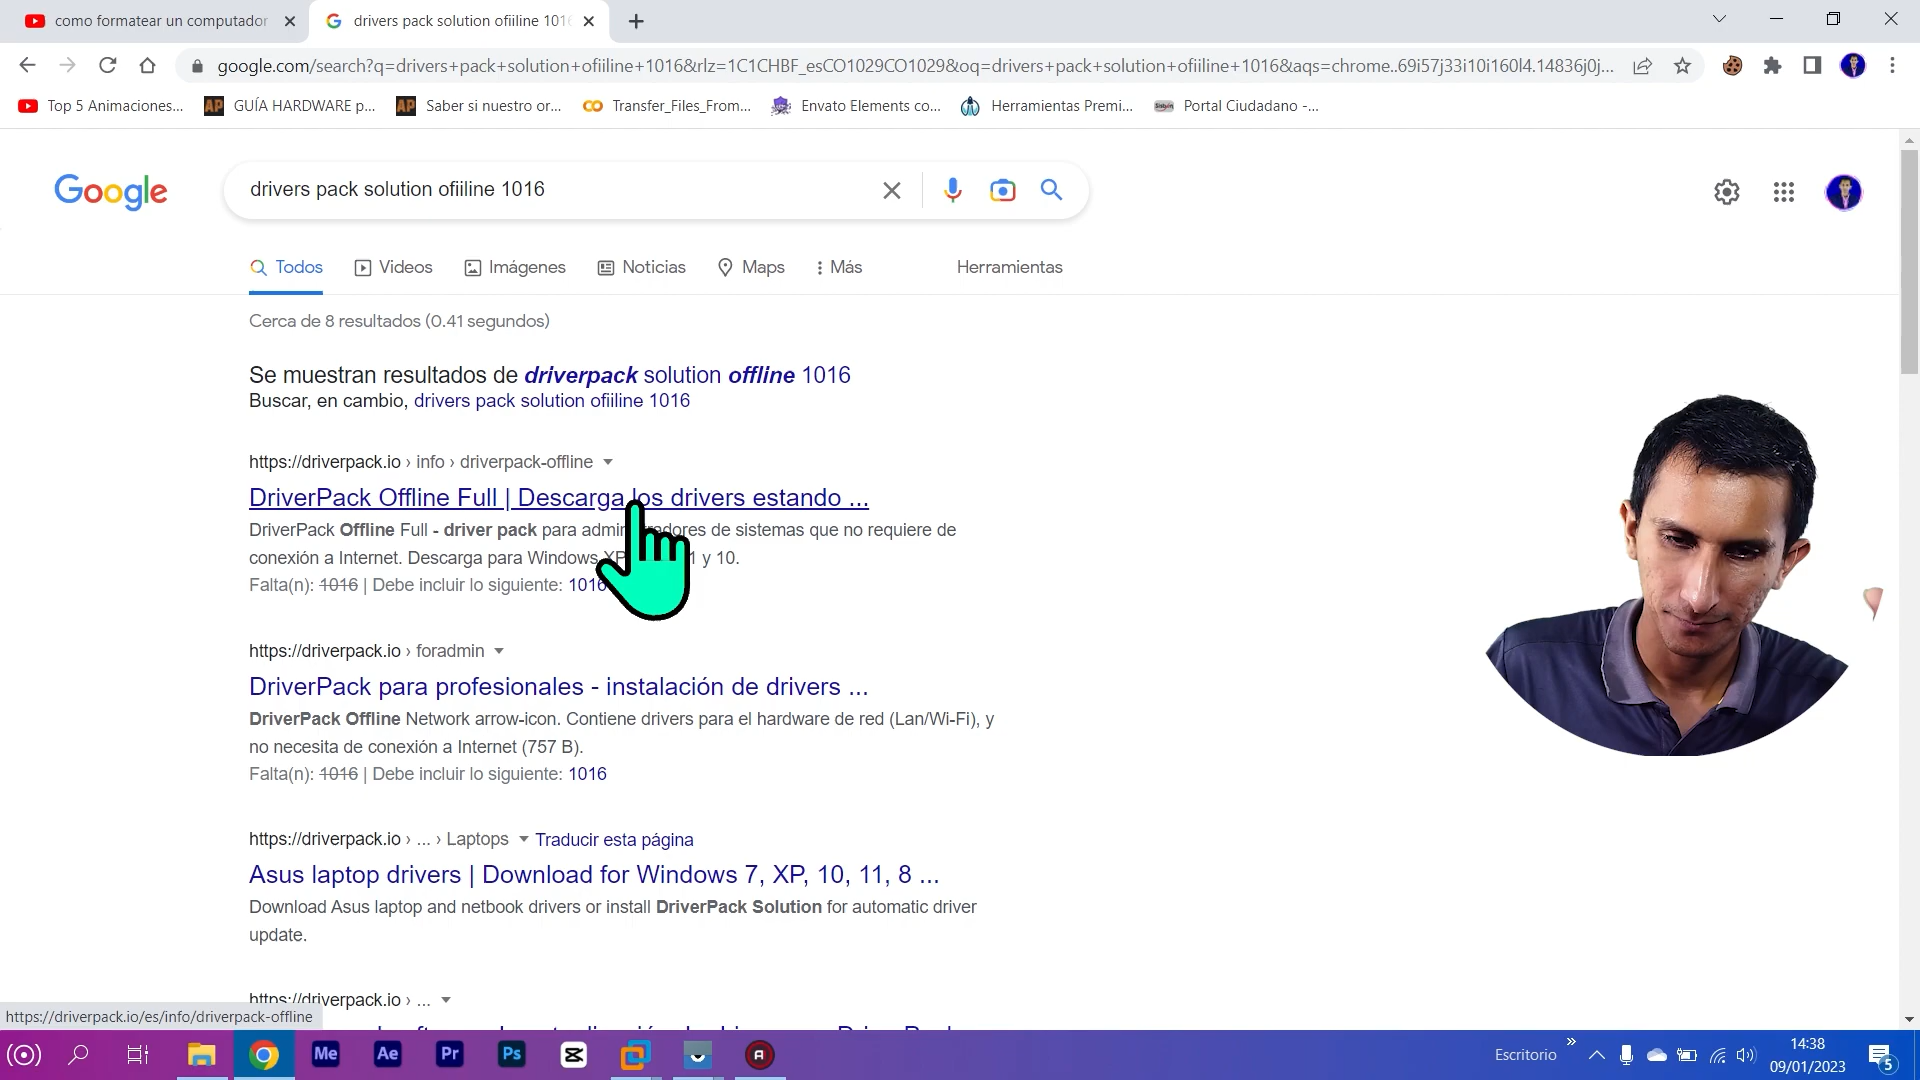 como formatear un computador
drivers pack solution ofiiline 101
google.com/search?q=drivers+pack+solution+ofiiline+1016&rlz=1C1CHBF_esCO1029CO1029&oq=drivers+pack+solution+ofiiline+1016&aqs=chrome..69i57j33i10i160l4.14836j0j...
Top 5 Animaciones...
GUÍA HARDWARE p...
Saber si nuestro or...
Transfer_Files_From...
Envato Elements co...
Herramientas Premi...
Portal Ciudadano -...
Google
drivers pack solution ofiiline 1016
Todos
Videos
Imágenes
Noticias
Maps
Más
Herramientas
Cerca de 8 resultados (0.41 segundos)
Se muestran resultados de driverpack solution offline 1016
Buscar, en cambio, drivers pack solution ofiiline 1016
https://driverpack.io › info › driverpack-offline
DriverPack Offline Full | Descarga los drivers estando ...
DriverPack Offline Full - driver pack para administradores de sistemas que no requiere de
conexión a Internet. Descarga para Windows XP y 10.
Falta(n): 1016 | Debe incluir lo siguiente: 1016
https://driverpack.io › foradmin
DriverPack para profesionales - instalación de drivers ...
DriverPack Offline Network arrow-icon. Contiene drivers para el hardware de red (Lan/Wi-Fi), y
no necesita de conexión a Internet (757 B).
Falta(n): 1016 | Debe incluir lo siguiente: 1016
https://driverpack.io › ... › Laptops
Traducir esta página
Asus laptop drivers | Download for Windows 7, XP, 10, 11, 8 ...
Download Asus laptop and netbook drivers or install DriverPack Solution for automatic driver
update.
https://driverpack.io › ...
https://driverpack.io/es/info/driverpack-offline
Me
Ae
Pr
Ps
Escritorio
14:38
09/01/2023
5